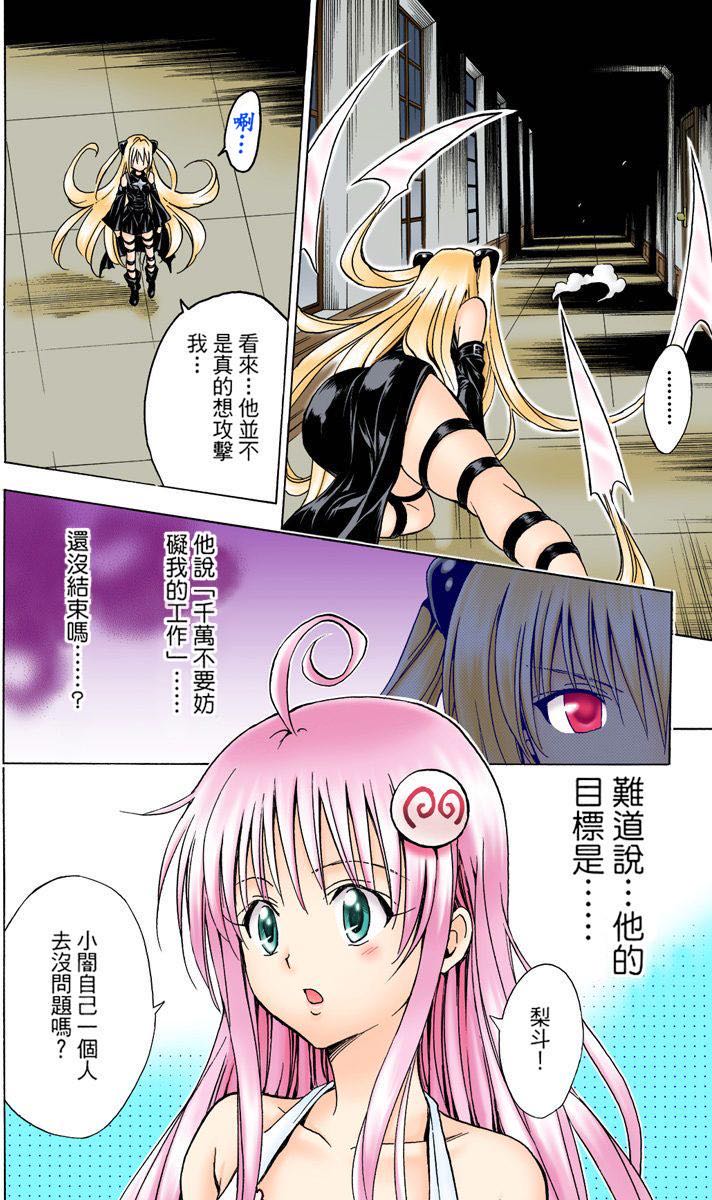 ………
唰…
看來…他並不
是真的想攻擊
我…
他說「千萬不要妨
礙我的工作」……
還沒結束嗎……?
難道說…他的
目標是……
梨斗!
小闇自己一個人
去沒問題嗎?